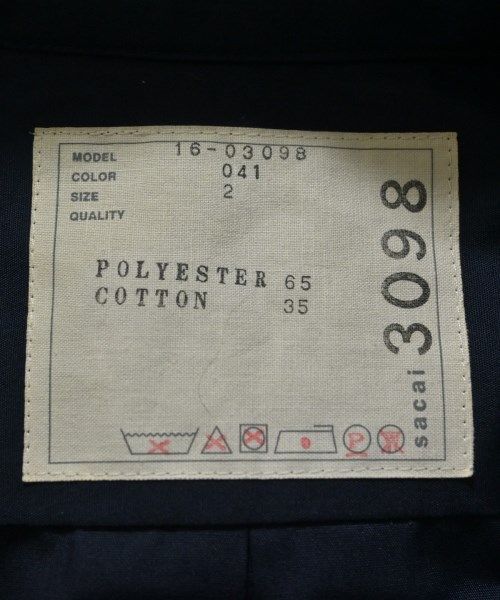 MODEL 16-03098
COLOR 041
SIZE 2
QUALITY
POLYESTER 65
COTTON 35
P
W
sacai 3098